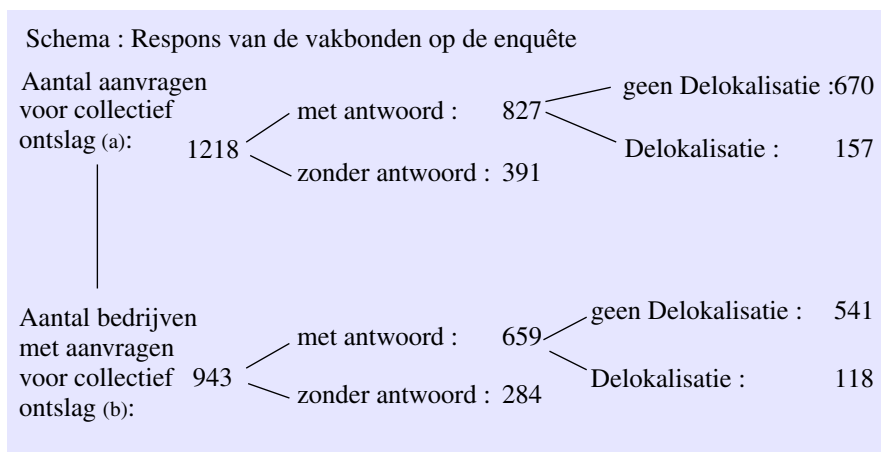 Schema : Respons van de vakbonden op de enquête
Aantal aanvragen
voor collectief
ontslag (a):
1218
met antwoord : 827
zonder antwoord : 391
geen Delokalisatie :670
Delokalisatie : 157
Aantal bedrijven
met aanvragen
voor collectief
ontslag (b):
943
met antwoord : 659
zonder antwoord : 284
geen Delokalisatie : 541
Delokalisatie : 118